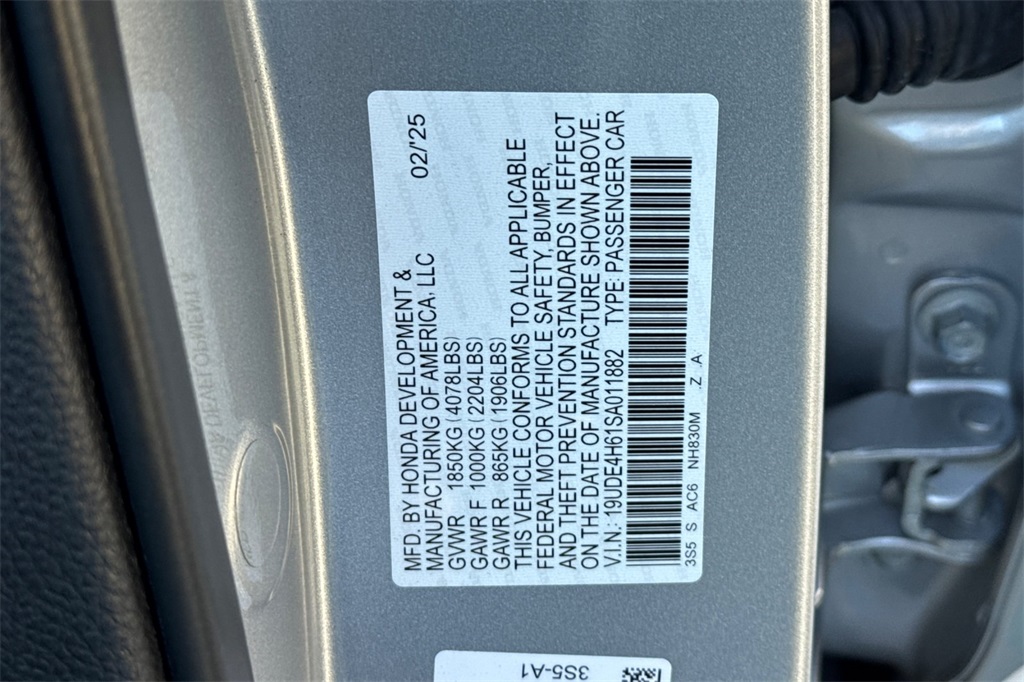 MFD. BY HONDA DEVELOPMENT & 02/'25
MANUFACTURING OF AMERICA, LLC
GVWR 1850KG (4078LBS)
GAWR F 1000KG (2204LBS)
GAWR R 865KG (1906LBS)
THIS VEHICLE CONFORMS TO ALL APPLICABLE
FEDERAL MOTOR VEHICLE SAFETY, BUMPER,
AND THEFT PREVENTION STANDARDS IN EFFECT
ON THE DATE OF MANUFACTURE SHOWN ABOVE.
V.I.N.: 19UDE4H61SA011882 TYPE: PASSENGER CAR
3S5 S AC6 NH830M Z A
3S5-A1